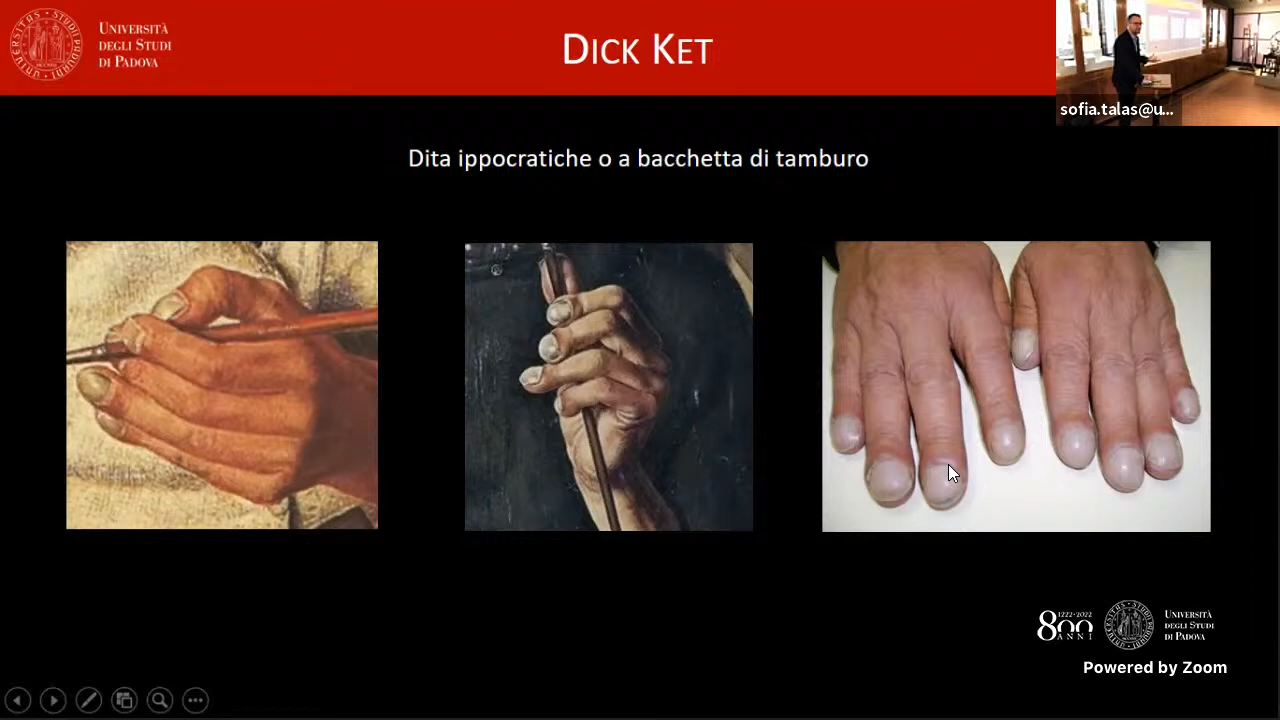 UNIVERSITÀ
DEGLI STUDI
DI PADOVA
DICK KET
sofia.talas@u...
Dita ippocratiche o a bacchetta di tamburo
1222·2022
800
ANNI
UNIVERSITÀ
DEGLI STUDI
DI PADOVA
Powered by Zoom